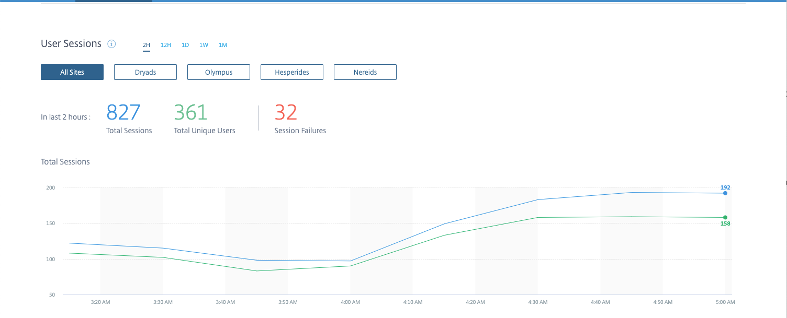 User Sessions i 2H 12H 1D 1W 1M
All Sites Dryads Olympus Hesperides Nereids
In last 2 hours: 827 361 32
Total Sessions Total Unique Users Session Failures
Total Sessions
200
192
158
150
100
50
3:20 AM 3:30 AM 3:40 AM 3:50 AM 4:00 AM 4:10 AM 4:20 AM 4:30 AM 4:40 AM 4:50 AM 5:00 AM